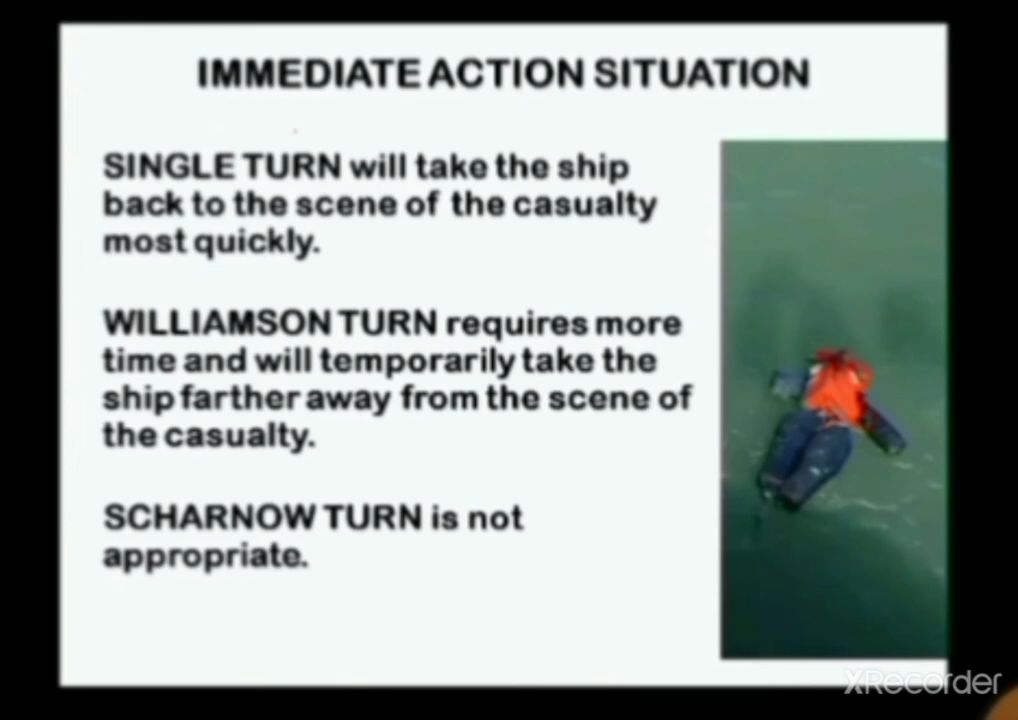 IMMEDIATE ACTION SITUATION
SINGLE TURN will take the ship
back to the scene of the casualty
most quickly.
WILLIAMSON TURN requires more
time and will temporarily take the
ship farther away from the scene of
the casualty.
SCHARNOW TURN is not
appropriate.
XRecorder